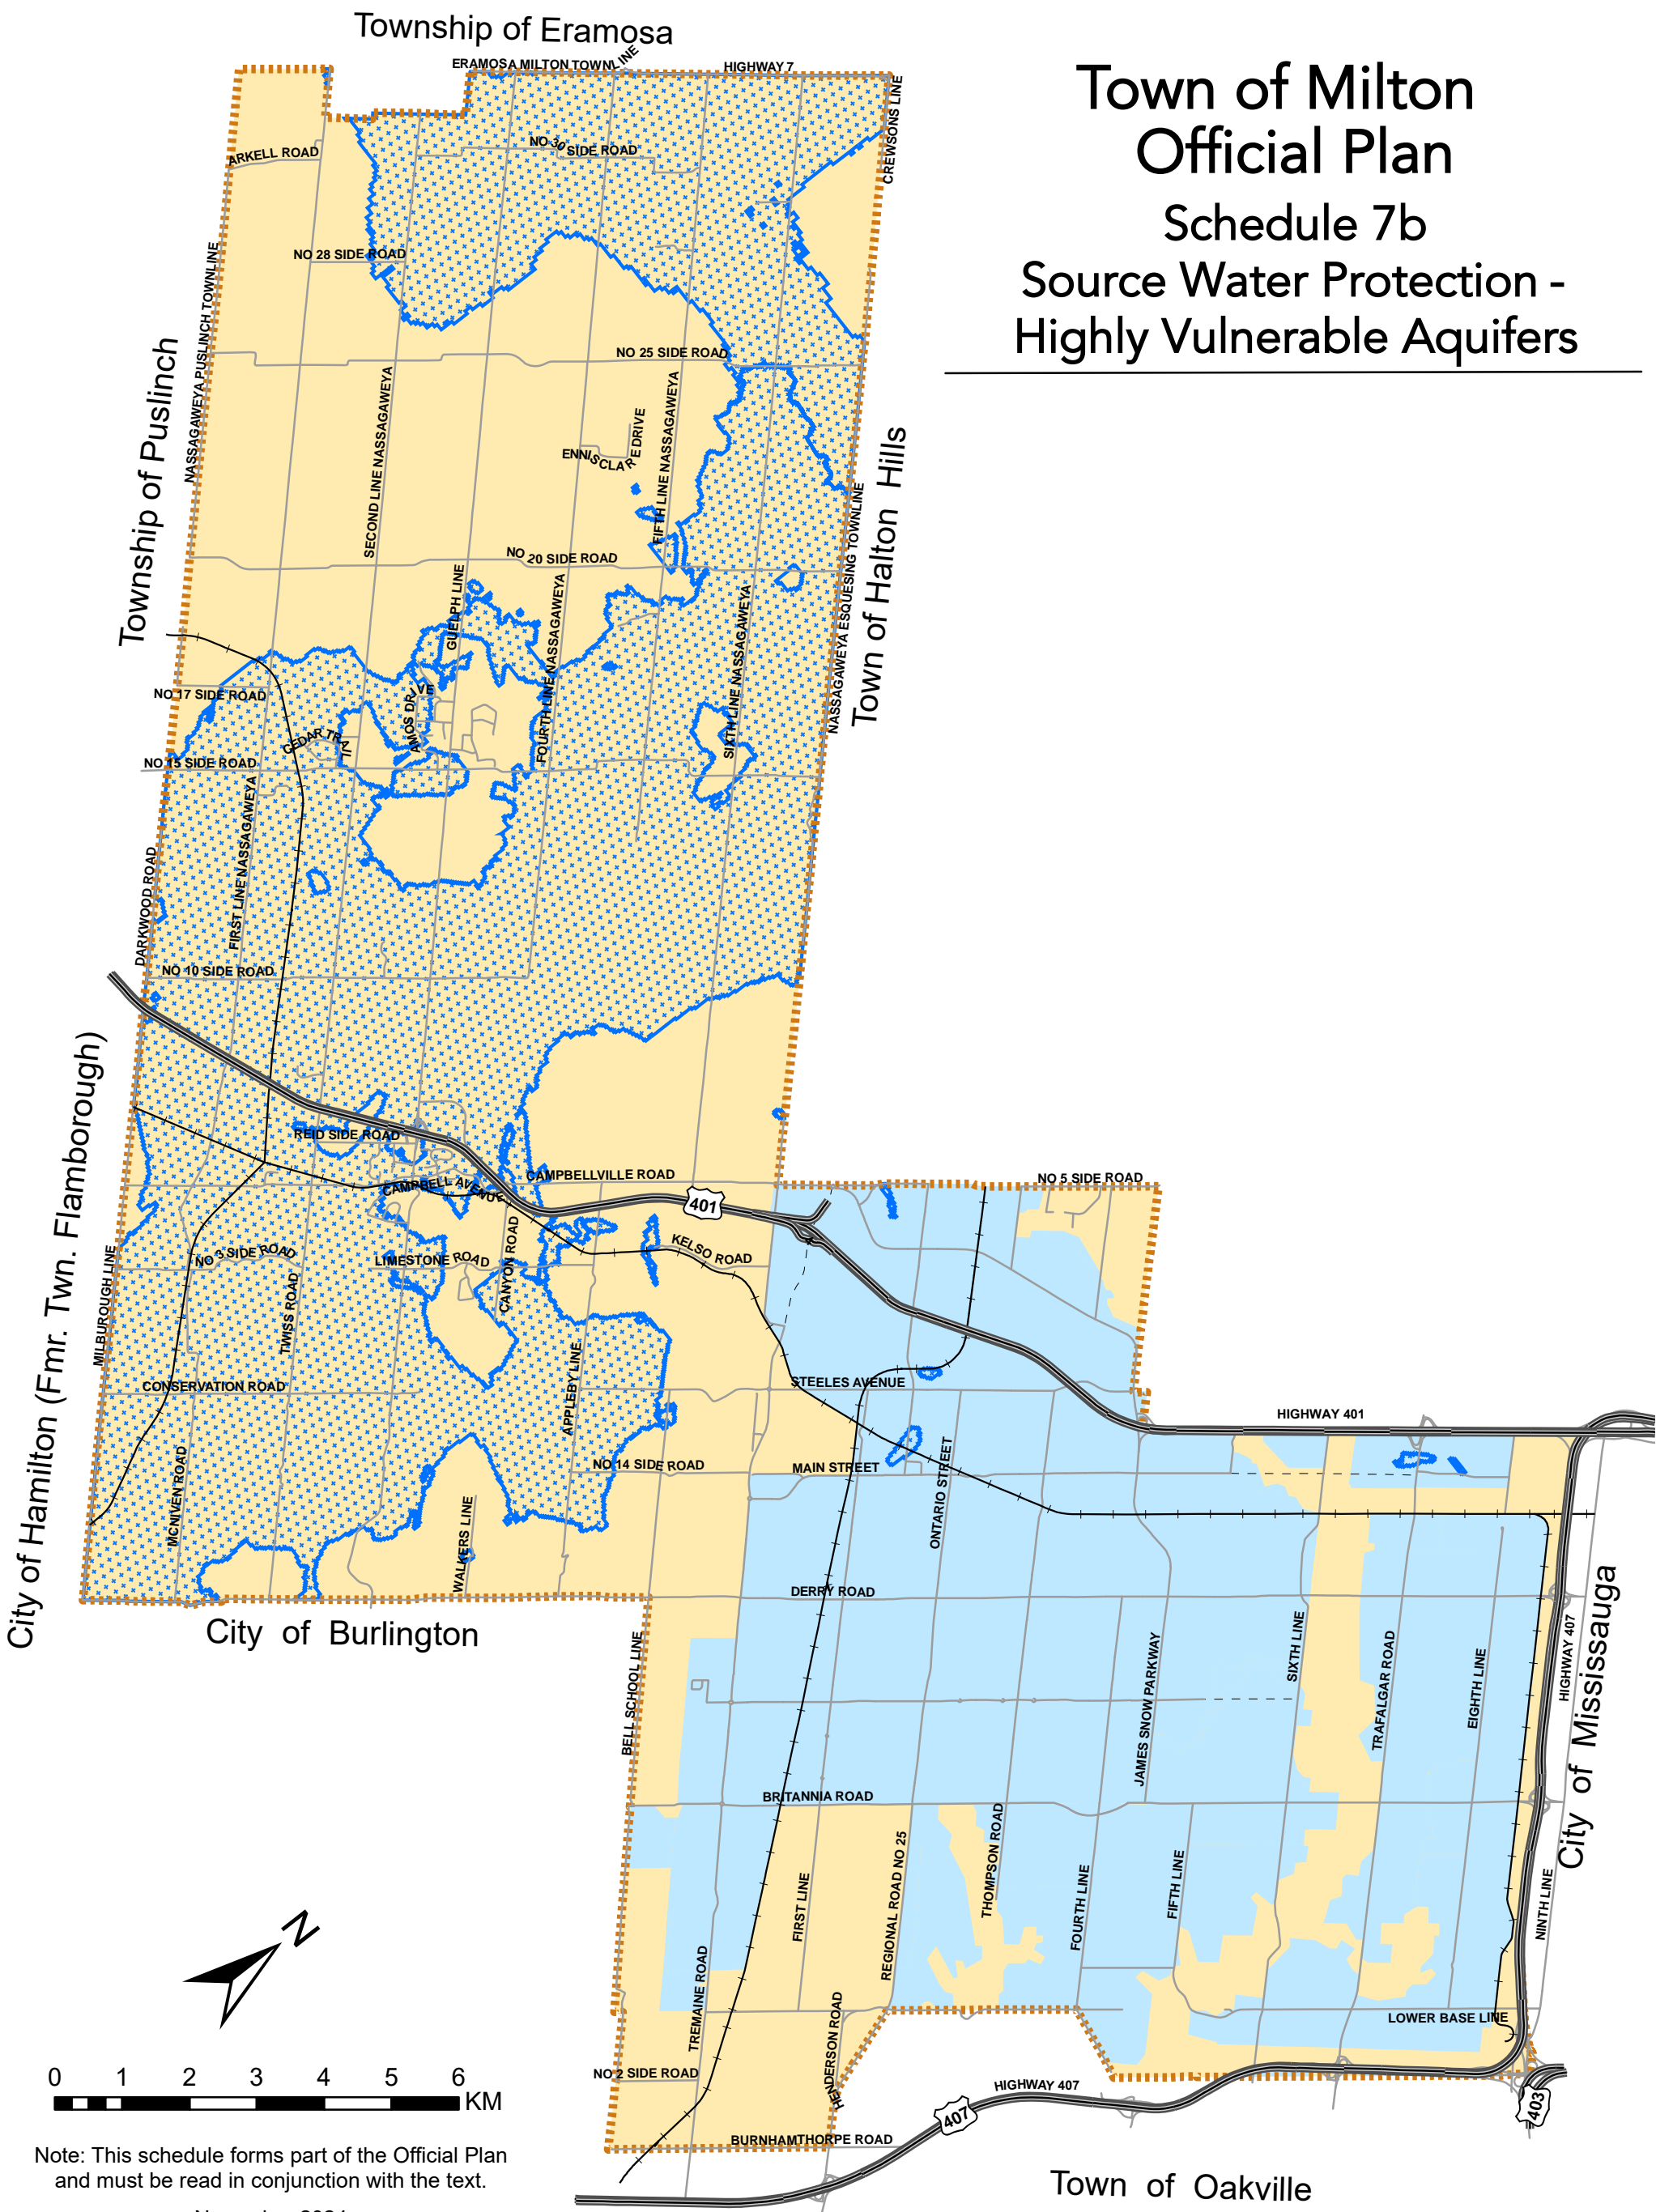 Township of Eramosa
ERAMOSA MILTON TOWNLINE
HIGHWAY 7
CREWSONS LINE
Town of Milton
Official Plan
Schedule 7b
Source Water Protection -
Highly Vulnerable Aquifers
ARKELL ROAD
NO 30 SIDE ROAD
NO 28 SIDE ROAD
NASSAGAWEYA PUSLINCH TOWNLINE
NO 25 SIDE ROAD
Township of Puslinch
SECOND LINE NASSAGAWEYA
ENNISCLARE DRIVE
FIFTH LINE NASSAGAWEYA
Town of Halton Hills
NASSAGAWEYA ESQUESING TOWNLINE
NO 20 SIDE ROAD
GUELPH LINE
FOURTH LINE NASSAGAWEYA
SIXTH LINE NASSAGAWEYA
NO 17 SIDE ROAD
AMOS DRIVE
CEDAR TRAIL
NO 15 SIDE ROAD
FIRST LINE NASSAGAWEYA
DARKWOOD ROAD
NO 10 SIDE ROAD
City of Hamilton (Fmr. Twn. Flamborough)
REID SIDE ROAD
CAMPBELLVILLE ROAD
CAMPBELL AVENUE
401
NO 5 SIDE ROAD
KELSO ROAD
NO 3 SIDE ROAD
LIMESTONE ROAD
CANYON ROAD
MILBUROUGH LINE
TWISS ROAD
CONSERVATION ROAD
APPLEBY LINE
STEELES AVENUE
HIGHWAY 401
NO 14 SIDE ROAD
MAIN STREET
ONTARIO STREET
MCNIVEN ROAD
WALKERS LINE
DERRY ROAD
City of Burlington
BELL SCHOOL LINE
JAMES SNOW PARKWAY
SIXTH LINE
TRAFALGAR ROAD
EIGHTH LINE
HIGHWAY 407
City of Mississauga
BRITANNIA ROAD
FIRST LINE
REGIONAL ROAD NO 25
THOMPSON ROAD
FOURTH LINE
FIFTH LINE
NINTH LINE
N
TREMAINE ROAD
HENDERSON ROAD
LOWER BASE LINE
NO 2 SIDE ROAD
HIGHWAY 407
407
403
BURNHAMTHORPE ROAD
Town of Oakville
0 1 2 3 4 5 6
KM
Note: This schedule forms part of the Official Plan
and must be read in conjunction with the text.